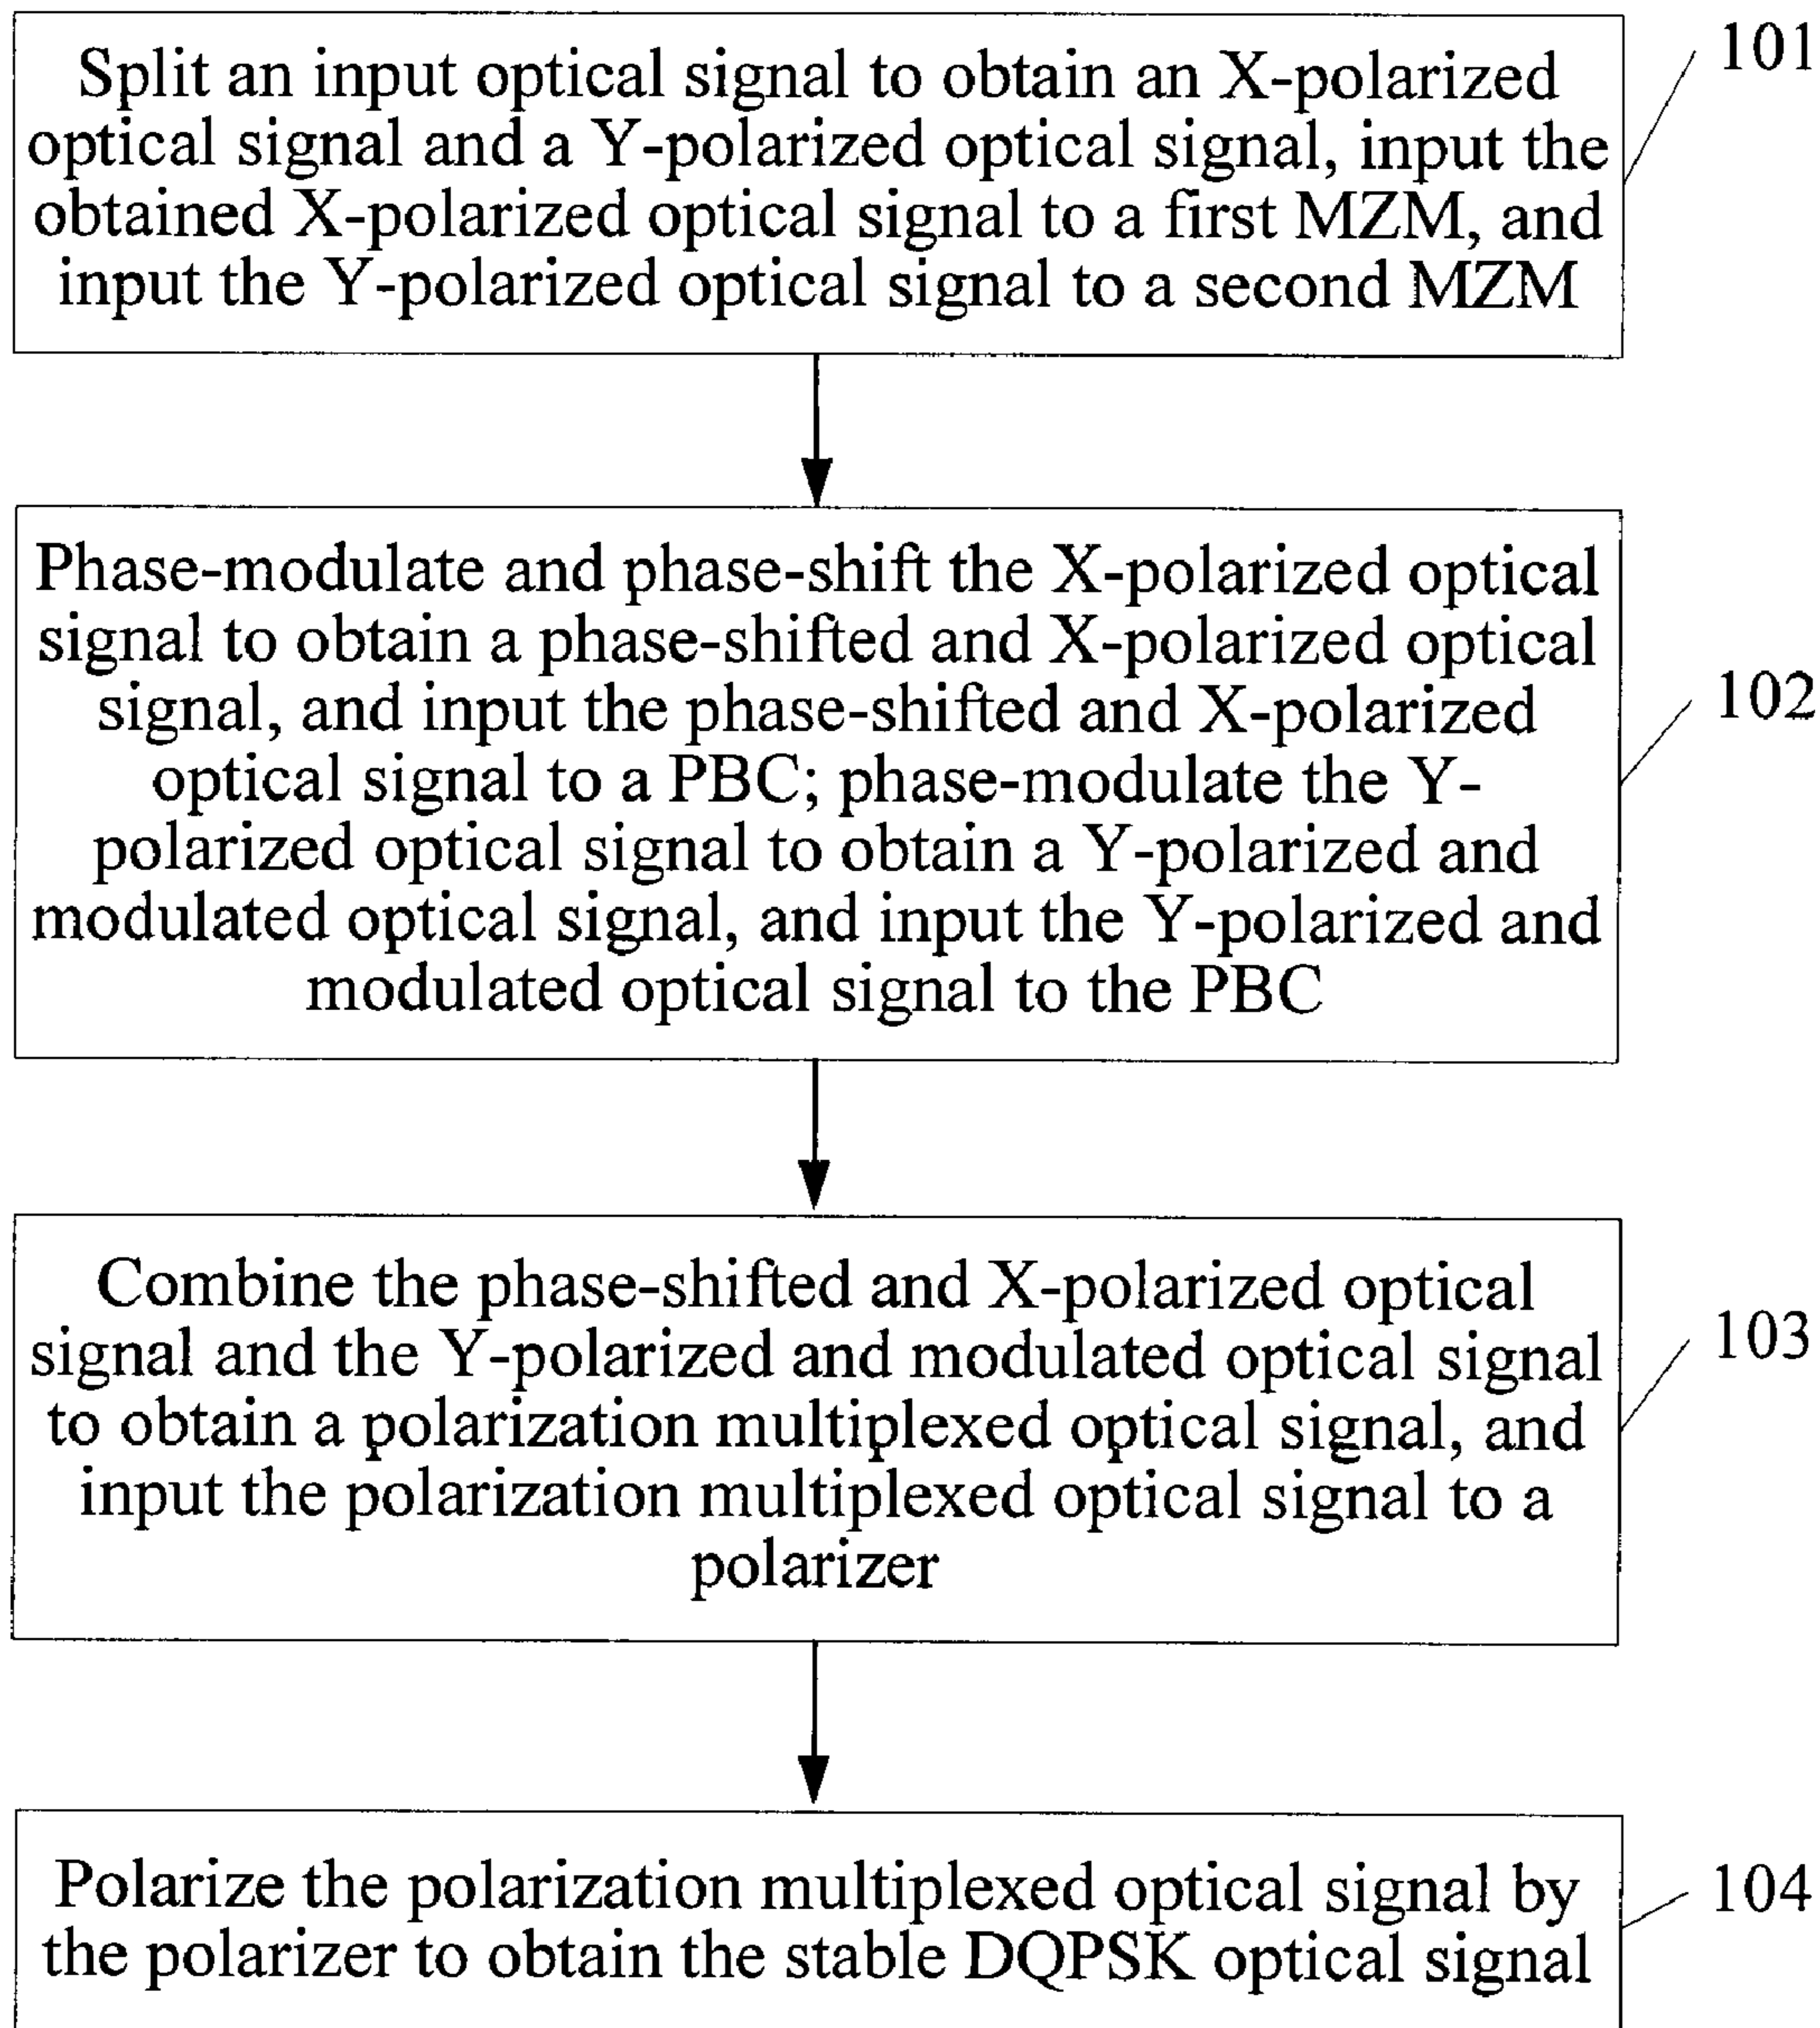 Split an input optical signal to obtain an X-polarized
optical signal and a Y-polarized optical signal, input the
obtained X-polarized optical signal to a first MZM, and
input the Y-polarized optical signal to a second MZM
101
Phase-modulate and phase-shift the X-polarized optical
signal to obtain a phase-shifted and X-polarized optical
signal, and input the phase-shifted and X-polarized
optical signal to a PBC; phase-modulate the Y-
polarized optical signal to obtain a Y-polarized and
modulated optical signal, and input the Y-polarized and
modulated optical signal to the PBC
102
Combine the phase-shifted and X-polarized optical
signal and the Y-polarized and modulated optical signal
to obtain a polarization multiplexed optical signal, and
input the polarization multiplexed optical signal to a
polarizer
103
Polarize the polarization multiplexed optical signal by
the polarizer to obtain the stable DQPSK optical signal
104